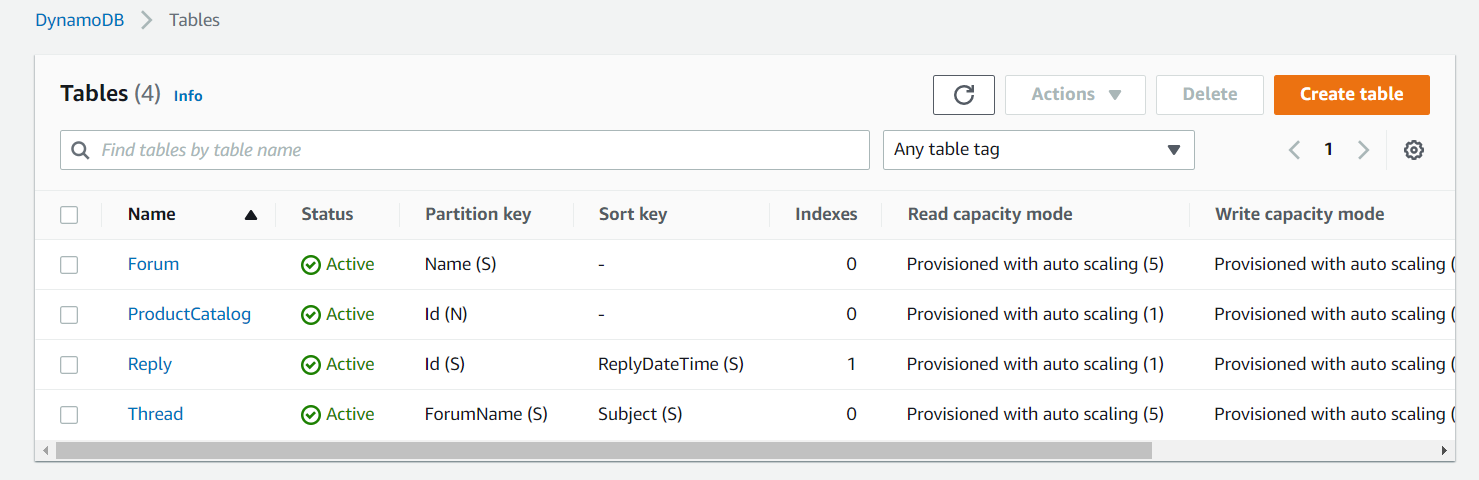 DynamoDB > Tables
Tables (4) Info Actions Delete Create table
Find tables by table name Any table tag 1
Name Status Partition key Sort key Indexes Read capacity mode Write capacity mode
Forum Active Name (S) - 0 Provisioned with auto scaling (5) Provisioned with auto scaling (
ProductCatalog Active Id (N) - 0 Provisioned with auto scaling (1) Provisioned with auto scaling (
Reply Active Id (S) ReplyDateTime (S) 1 Provisioned with auto scaling (1) Provisioned with auto scaling (
Thread Active ForumName (S) Subject (S) 0 Provisioned with auto scaling (5) Provisioned with auto scaling (